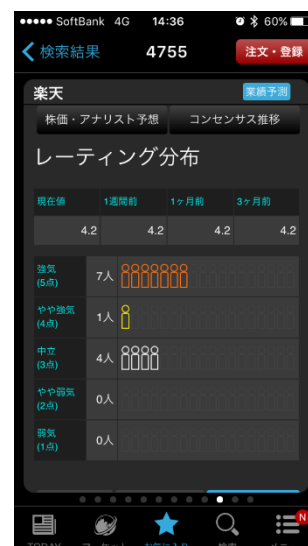 SoftBank 4G 14:36 60%
検索結果 4755 注文・登録
楽天 業績予測
株価・アナリスト予想 コンセンサス推移
レーティング分布
現在値 1週間前 1ヶ月前 3ヶ月前
4.2 4.2 4.2 4.2
強気
(5点) 7人
やや強気
(4点) 1人
中立
(3点) 4人
やや弱気
(2点) 0人
弱気
(1点) 0人
N